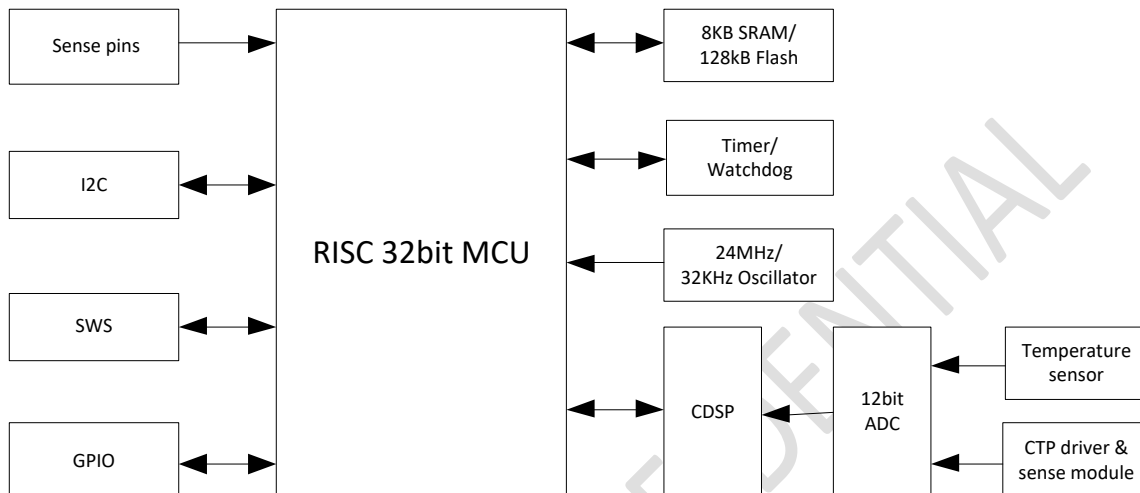 Sense pins
I2C
SWS
GPIO
RISC 32bit MCU
8KB SRAM/
128kB Flash
Timer/
Watchdog
24MHz/
32KHz Oscillator
CDSP
12bit
ADC
Temperature
sensor
CTP driver &
sense module
DENTIAL